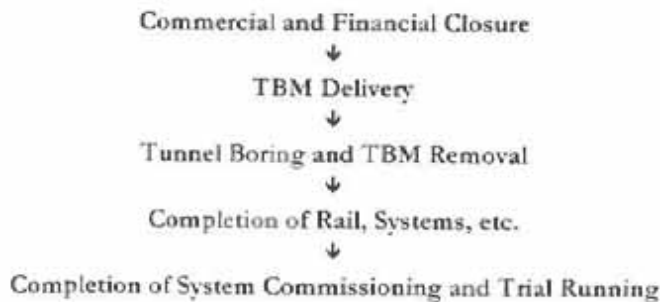 Commercial and Financial Closure
↓
TBM Delivery
↓
Tunnel Boring and TBM Removal
↓
Completion of Rail, Systems, etc.
↓
Completion of System Commissioning and Trial Running